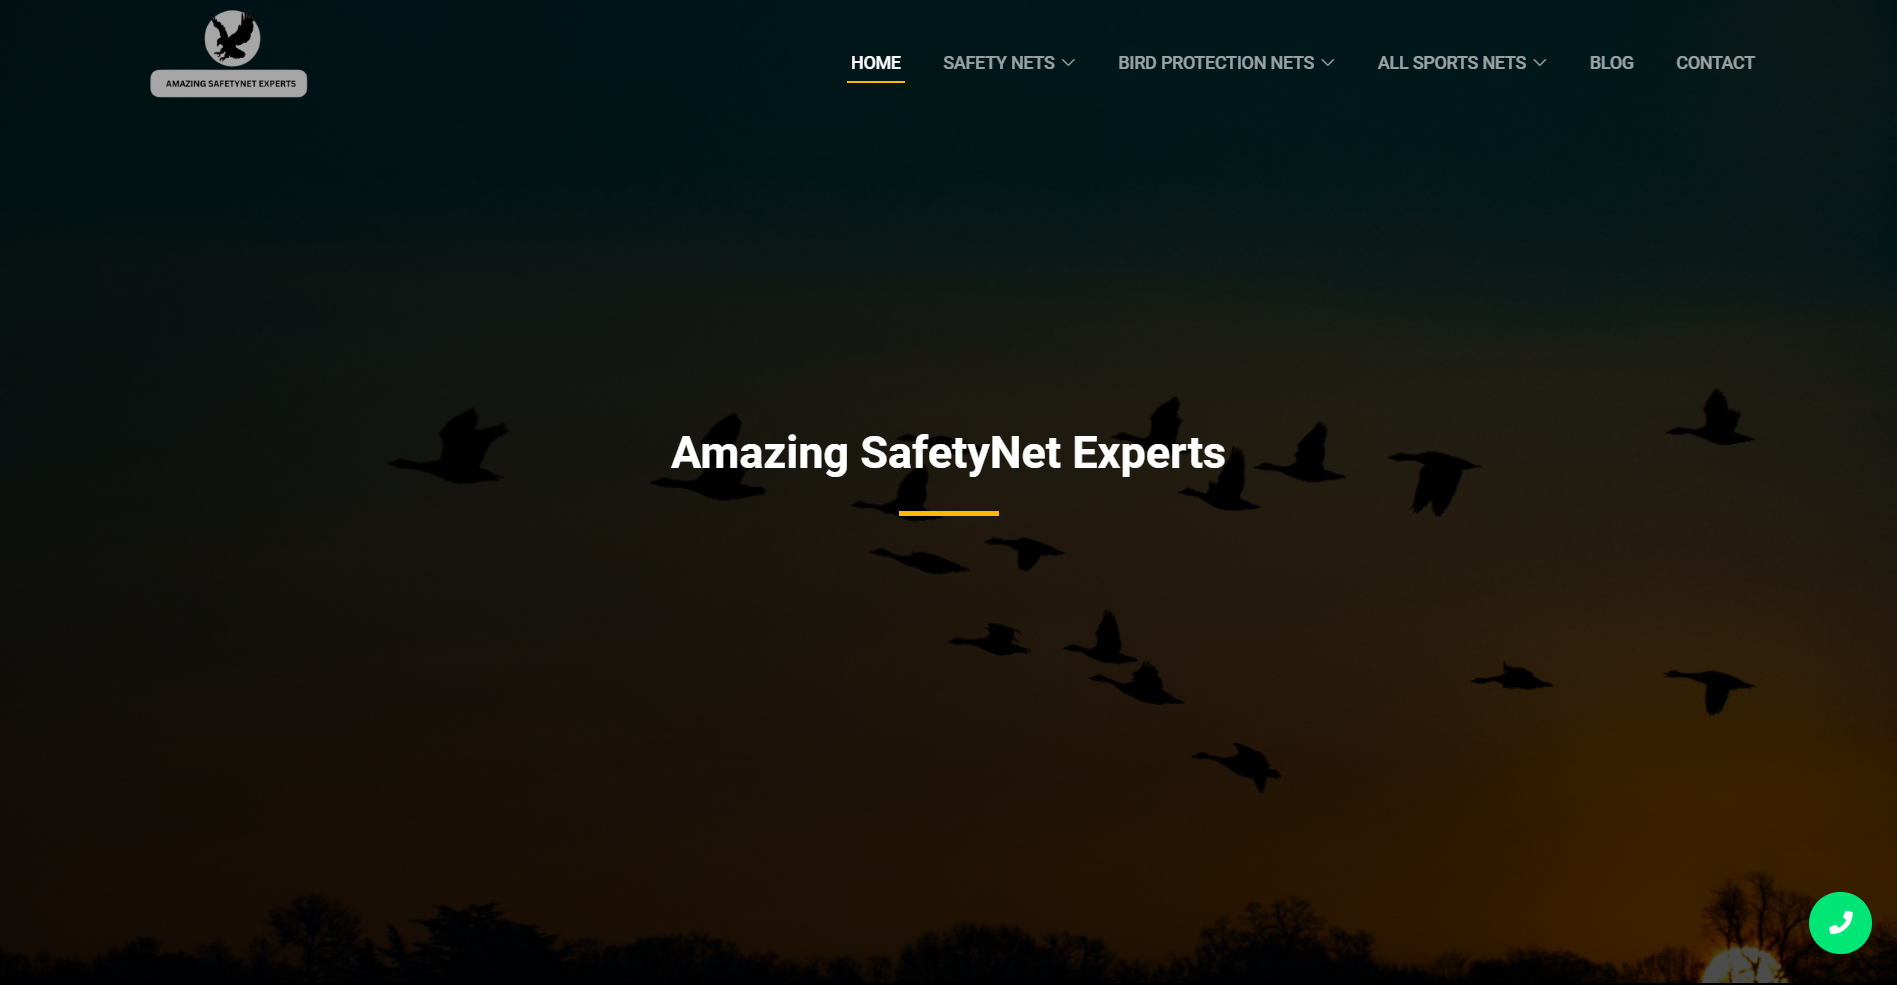 AMAZING SAFETYNET EXPERTS
HOME SAFETY NETS BIRD PROTECTION NETS ALL SPORTS NETS BLOG CONTACT
Amazing SafetyNet Experts